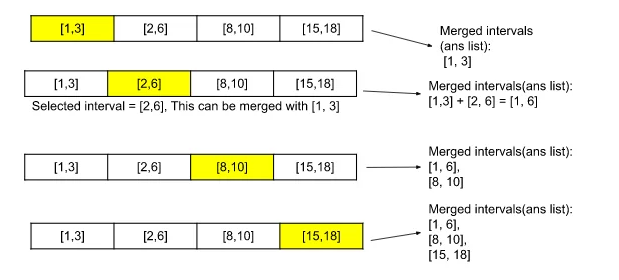 [1,3] [2,6] [8,10] [15,18]
Merged intervals
(ans list):
[1, 3]
[1,3] [2,6] [8,10] [15,18]
Selected interval = [2,6], This can be merged with [1, 3]
Merged intervals(ans list):
[1,3] + [2, 6] = [1, 6]
[1,3] [2,6] [8,10] [15,18]
Merged intervals(ans list):
[1, 6],
[8, 10]
[1,3] [2,6] [8,10] [15,18]
Merged intervals(ans list):
[1, 6],
[8, 10],
[15, 18]